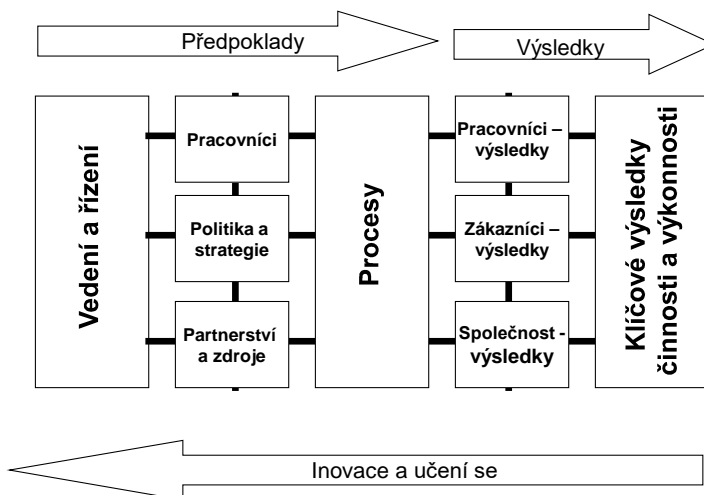 Předpoklady
Výsledky
Vedení a řízení
Pracovníci
Politika a
strategie
Partnerství
a zdroje
Procesy
Pracovníci –
výsledky
Zákazníci –
výsledky
Společnost -
výsledky
Klíčové výsledky
činnosti a výkonnosti
Inovace a učení se